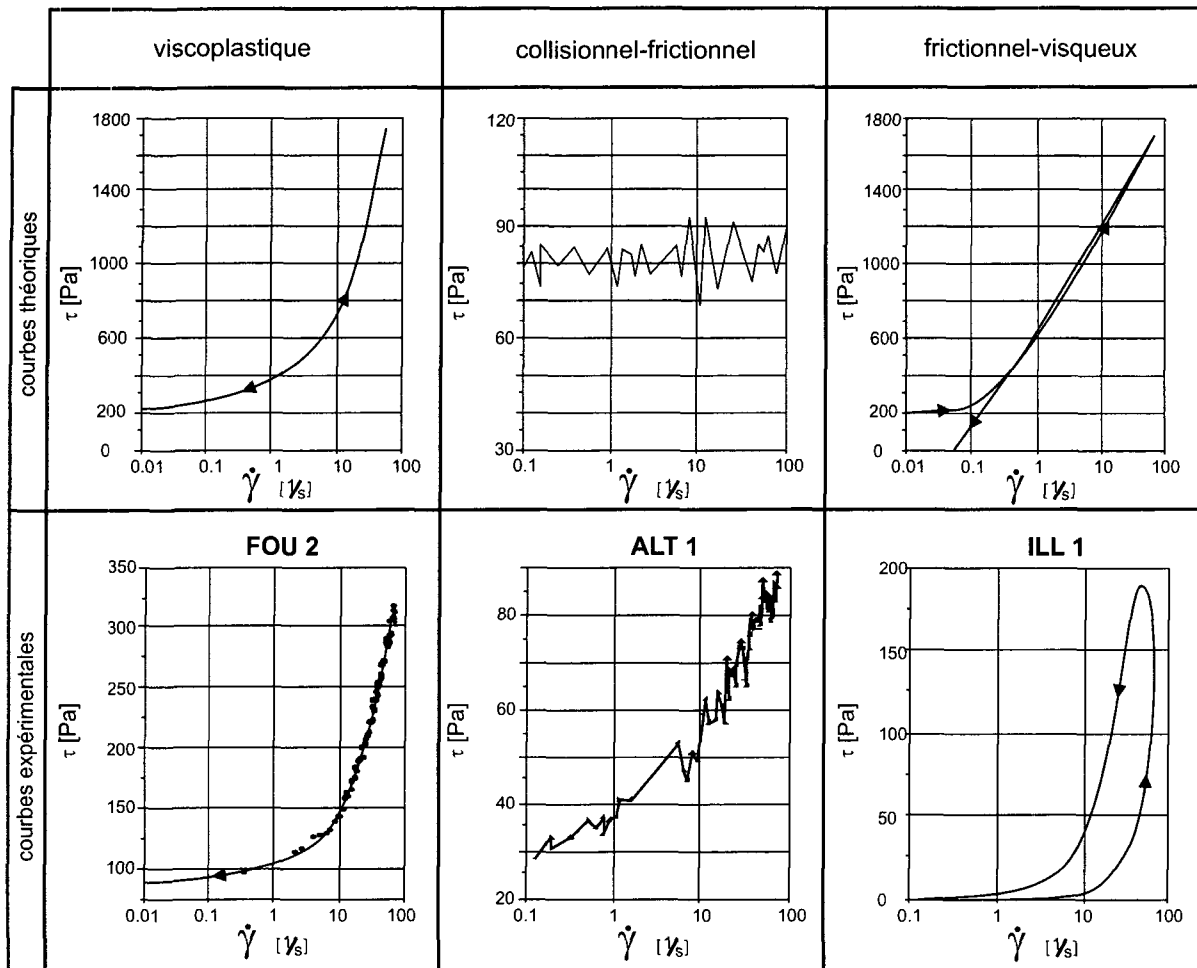 viscoplastique
collisionnel-frictionnel
frictionnel-visqueux
courbes théoriques
τ [Pa]
1800
1400
1000
600
200
0
0.01
0.1
1
10
100
γ̇ [1/s]
τ [Pa]
120
90
60
30
0.1
1
10
100
γ̇ [1/s]
τ [Pa]
1800
1400
1000
600
200
0
0.01
0.1
1
10
100
γ̇ [1/s]
courbes expérimentales
FOU 2
τ [Pa]
350
300
250
200
150
100
0.01
0.1
1
10
100
γ̇ [1/s]
ALT 1
τ [Pa]
80
60
40
20
0.1
1
10
100
γ̇ [1/s]
ILL 1
τ [Pa]
200
150
100
50
0
0.1
1
10
100
γ̇ [1/s]